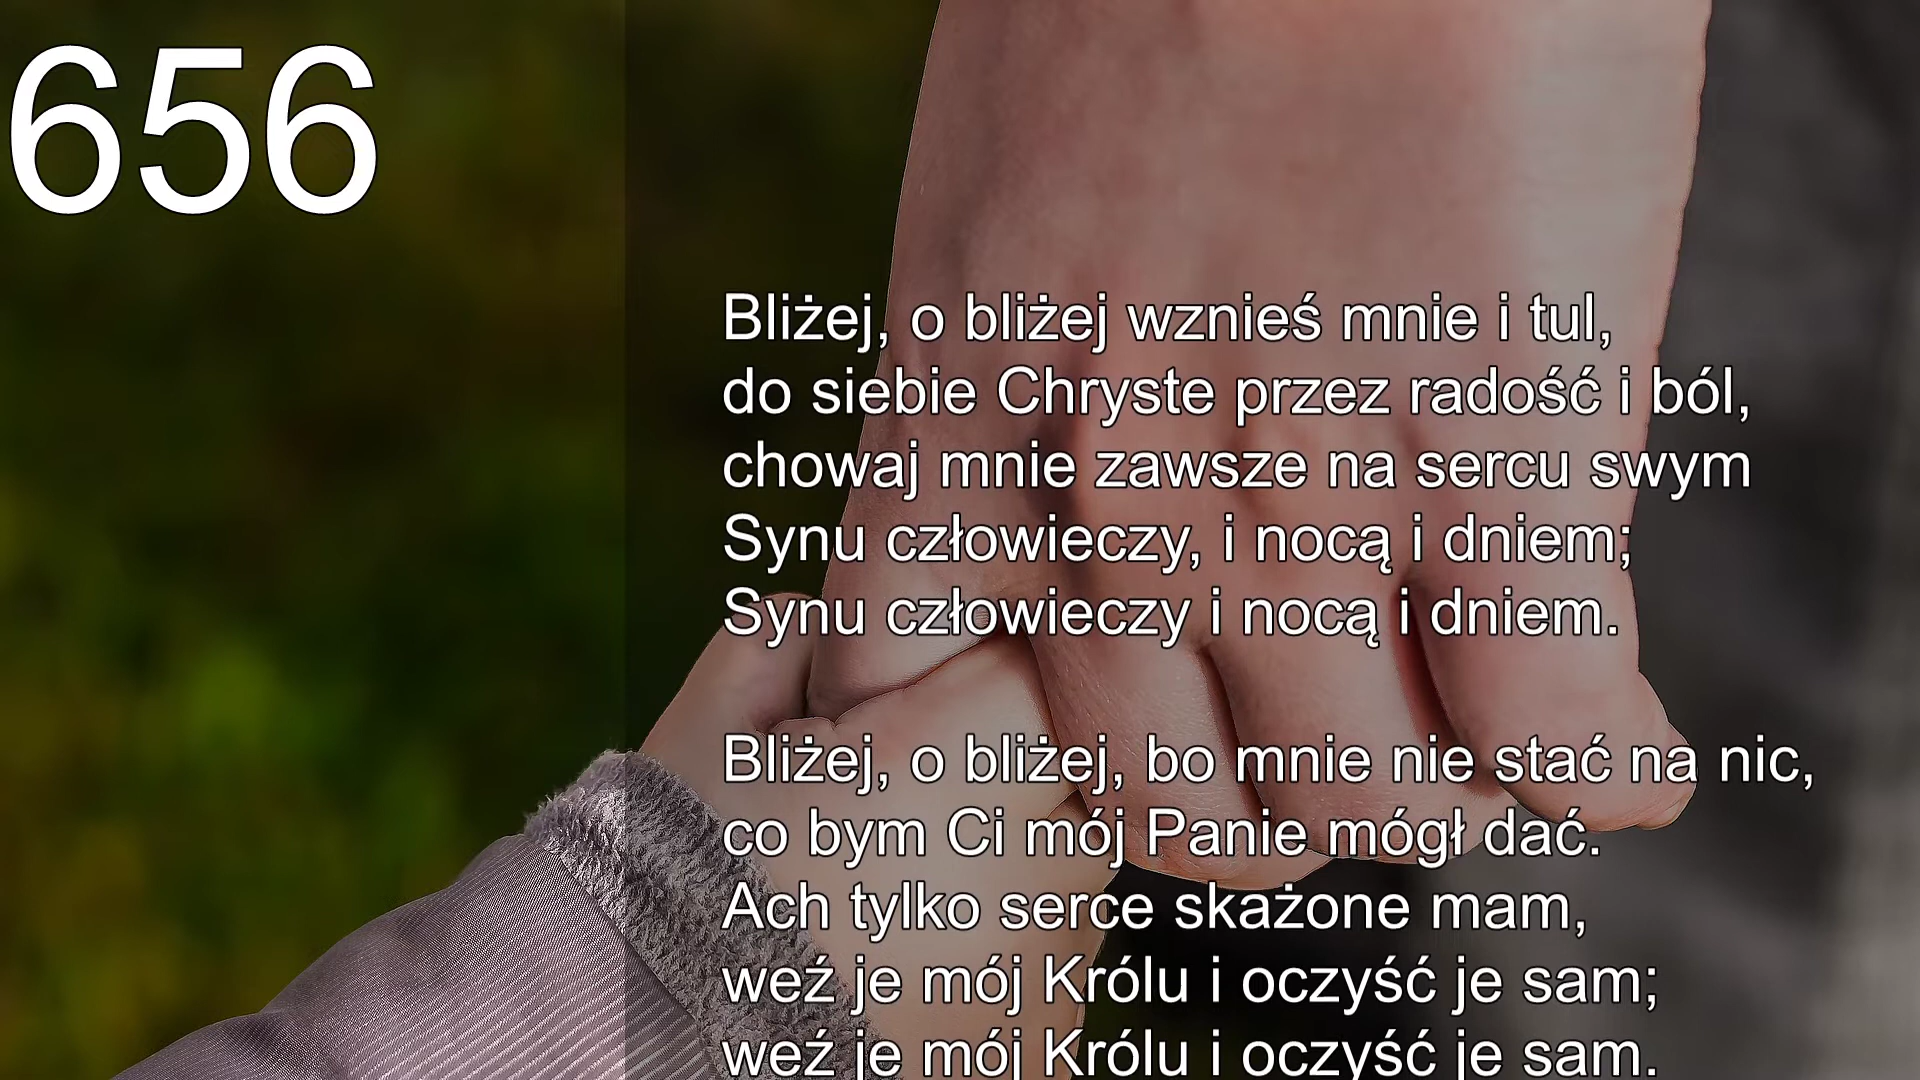 656
Bliżej, o bliżej wznieś mnie i tul,
do siebie Chryste przez radość i ból,
chowaj mnie zawsze na sercu swym
Synu człowieczy, i nocą i dniem;
Synu człowieczy i nocą i dniem.
Bliżej, o bliżej, bo mnie nie stać na nic,
co bym Ci mój Panie mógł dać.
Ach tylko serce skażone mam,
weź je mój Królu i oczyść je sam;
weź je mój Królu i oczyść je sam.